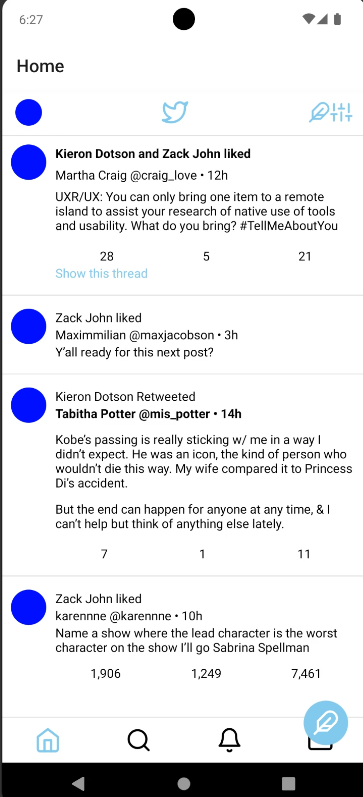 6:27
Home
Kieron Dotson and Zack John liked
Martha Craig @craig_love • 12h
UXR/UX: You can only bring one item to a remote
island to assist your research of native use of tools
and usability. What do you bring? #TellMeAboutYou
28 5 21
Show this thread
Zack John liked
Maximmilian @maxjacobson • 3h
Y'all ready for this next post?
Kieron Dotson Retweeted
Tabitha Potter @mis_potter • 14h
Kobe's passing is really sticking w/ me in a way I
didn't expect. He was an icon, the kind of person who
wouldn't die this way. My wife compared it to Princess
Di's accident.
But the end can happen for anyone at any time, & I
can't help but think of anything else lately.
7 1 11
Zack John liked
karennne @karennne • 10h
Name a show where the lead character is the worst
character on the show I'll go Sabrina Spellman
1,906 1,249 7,461